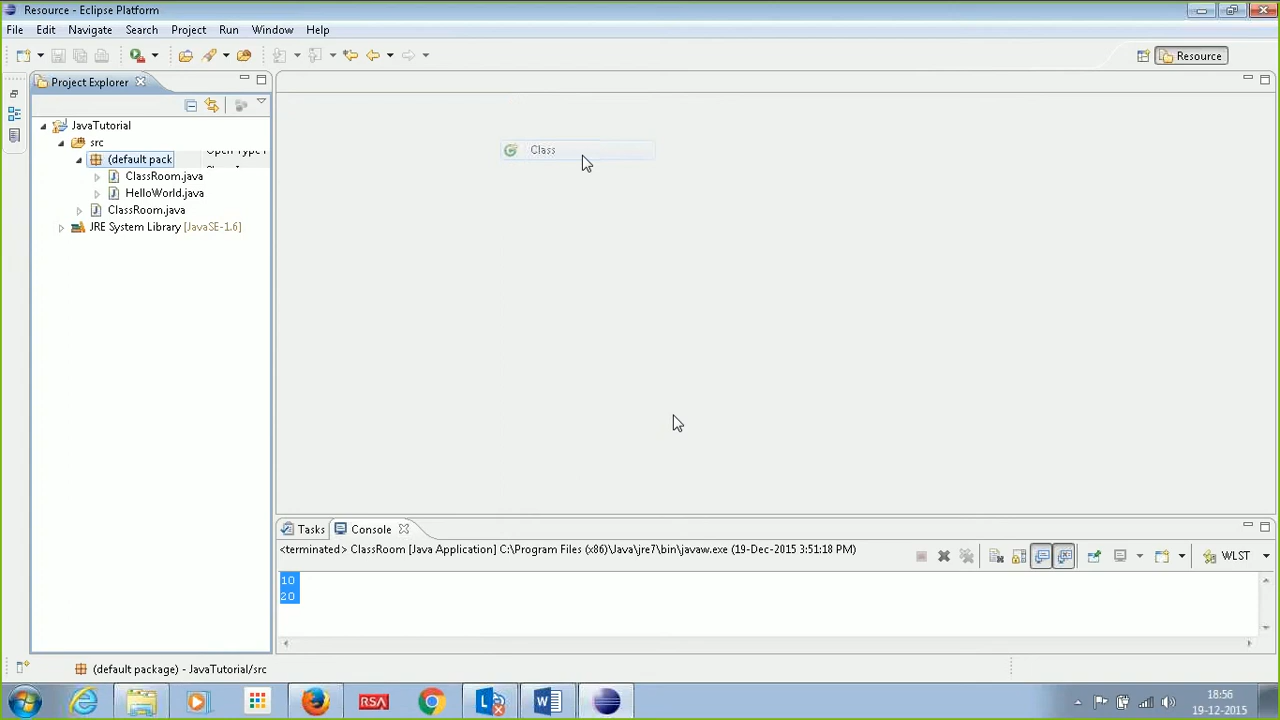 Resource - Eclipse Platform
File Edit Navigate Search Project Run Window Help
Resource
Project Explorer
JavaTutorial
src
(default pack
ClassRoom.java
HelloWorld.java
ClassRoom.java
JRE System Library [JavaSE-1.6]
Class
Tasks Console
<terminated> ClassRoom [Java Application] C:\Program Files (x86)\Java\jre7\bin\javaw.exe (19-Dec-2015 3:51:18 PM)
WLST
10
20
(default package) - JavaTutorial/src
RSA
18:56
19-12-2015